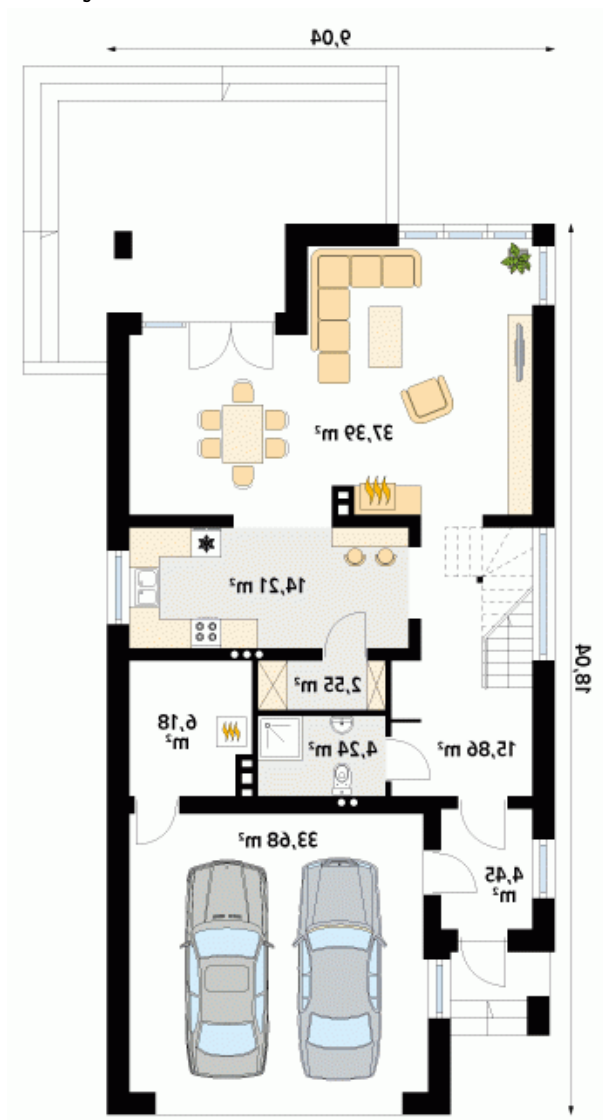 9,04
37,39 m²
14,21 m²
18,04
2,55 m²
6,18
m²
4,24 m²
15,86 m²
33,68 m²
4,45
m²